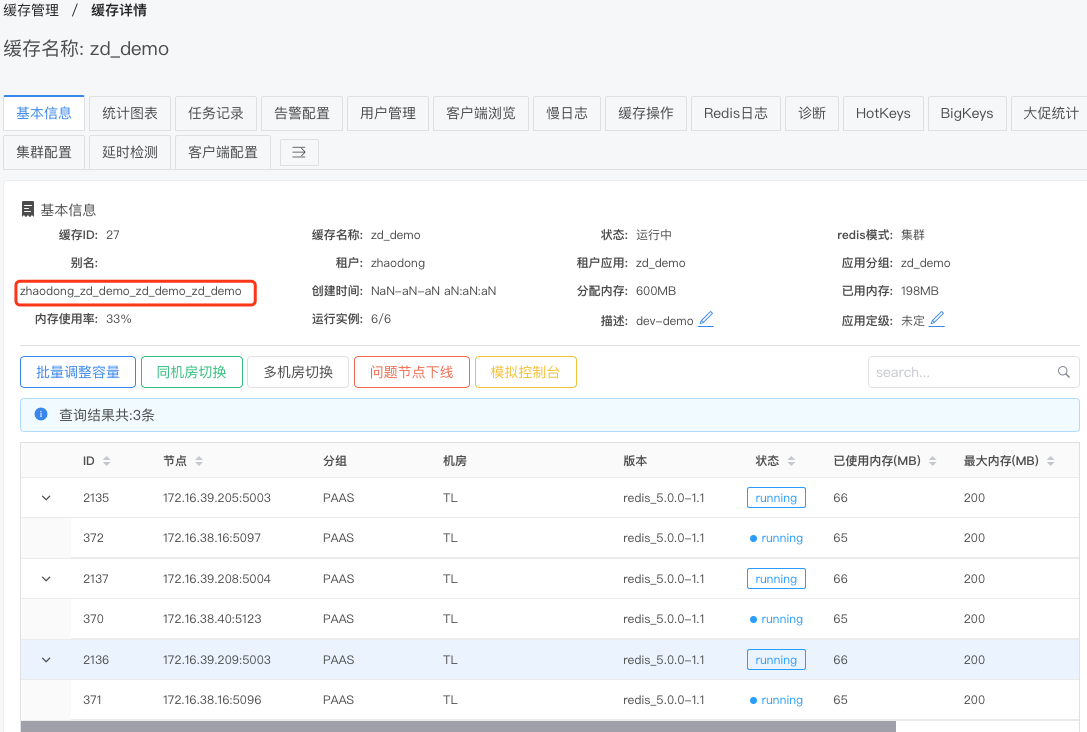 缓存管理 / 缓存详情
缓存名称: zd_demo
基本信息 统计图表 任务记录 告警配置 用户管理 客户端浏览 慢日志 缓存操作 Redis日志 诊断 HotKeys BigKeys 大促统计
集群配置 延时检测 客户端配置
基本信息
缓存ID: 27 缓存名称: zd_demo 状态: 运行中 redis模式: 集群
别名: 租户: zhaodong 租户应用: zd_demo 应用分组: zd_demo
zhaodong_zd_demo_zd_demo_zd_demo 创建时间: NaN-aN-aN aN:aN:aN 分配内存: 600MB 已用内存: 198MB
内存使用率: 33% 运行实例: 6/6 描述: dev-demo 应用定级: 未定
批量调整容量 同机房切换 多机房切换 问题节点下线 模拟控制台 search...
查询结果共:3条
ID 节点 分组 机房 版本 状态 已使用内存(MB) 最大内存(MB)
2135 172.16.39.205:5003 PAAS TL redis_5.0.0-1.1 running 66 200
372 172.16.38.16:5097 PAAS TL redis_5.0.0-1.1 running 65 200
2137 172.16.39.208:5004 PAAS TL redis_5.0.0-1.1 running 66 200
370 172.16.38.40:5123 PAAS TL redis_5.0.0-1.1 running 65 200
2136 172.16.39.209:5003 PAAS TL redis_5.0.0-1.1 running 66 200
371 172.16.38.16:5096 PAAS TL redis_5.0.0-1.1 running 65 200